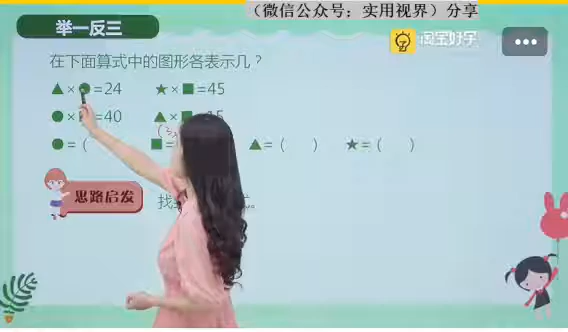 （微信公众号：实用视界）分享
举一反三
淘宝好学
在下面算式中的图形各表示几？
▲×●=24 ★×■=45
●×■=40 ▲×■=15
●=( ■= ▲=( ) ★=( )
思路启发
找